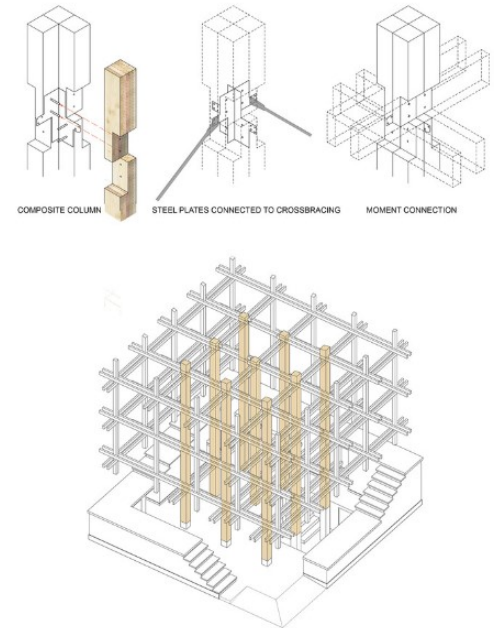 COMPOSITE COLUMN
STEEL PLATES CONNECTED TO CROSSBRACING
MOMENT CONNECTION